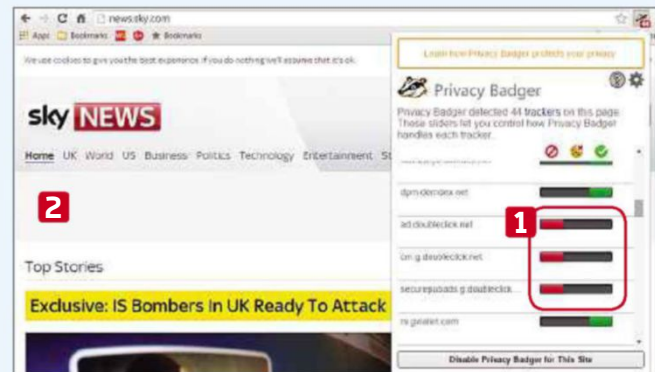 news.sky.com
Apps Bookmarks Bookmarks
We use cookies to give you the best experience. If you do nothing we'll assume that it's ok.
sky NEWS
Home UK World US Business Politics Technology Entertainment
2
Top Stories
Exclusive: IS Bombers In UK Ready To Attack
Learn how Privacy Badger protects your privacy
Privacy Badger
Privacy Badger detected 44 trackers on this page.
These sliders let you control how Privacy Badger
handles each tracker.
dpm.demdex.net
1
ad.doubleclick.net
cm.g.doubleclick.net
securepubads.g.doubleclick...
Disable Privacy Badger for This Site